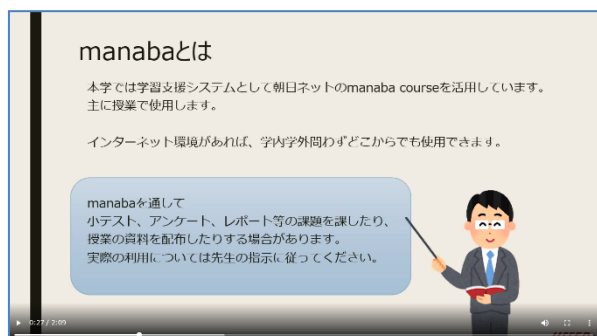 manabaとは
本学では学習支援システムとして朝日ネットのmanaba courseを活用しています。
主に授業で使用します。
インターネット環境があれば、学内学外問わずどこからでも使用できます。
manabaを通して
小テスト、アンケート、レポート等の課題を課したり、
授業の資料を配布したりする場合があります。
実際の利用については先生の指示に従ってください。
0:27 / 2:09